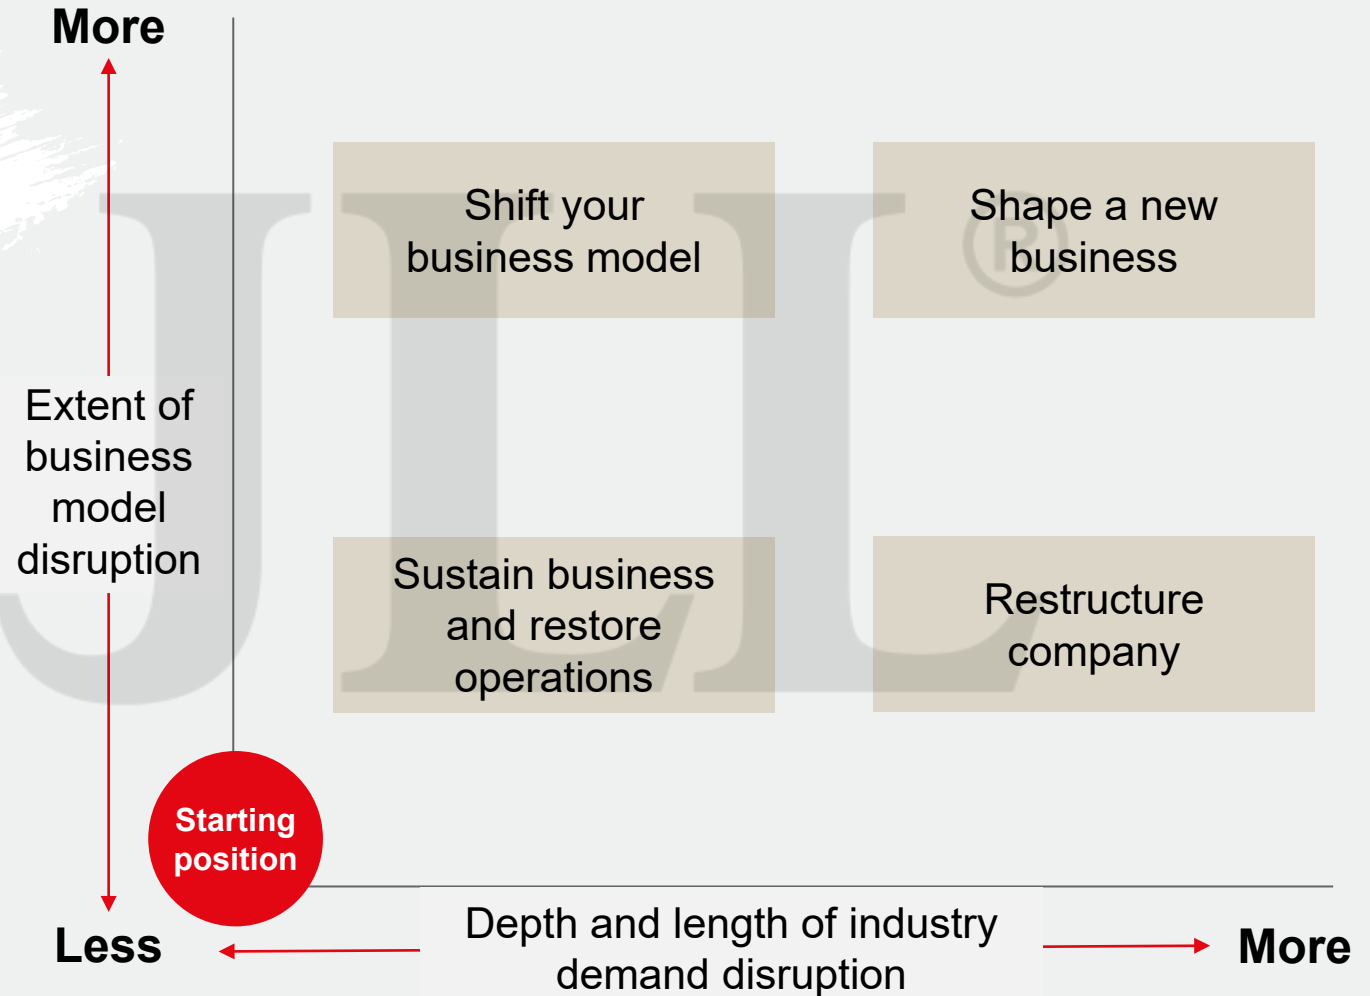 More
Shift your
business model
Shape a new
business
Extent of
business
model
disruption
Sustain business
and restore
operations
Restructure
company
Starting
position
Less
Depth and length of industry
demand disruption
More
JLL®